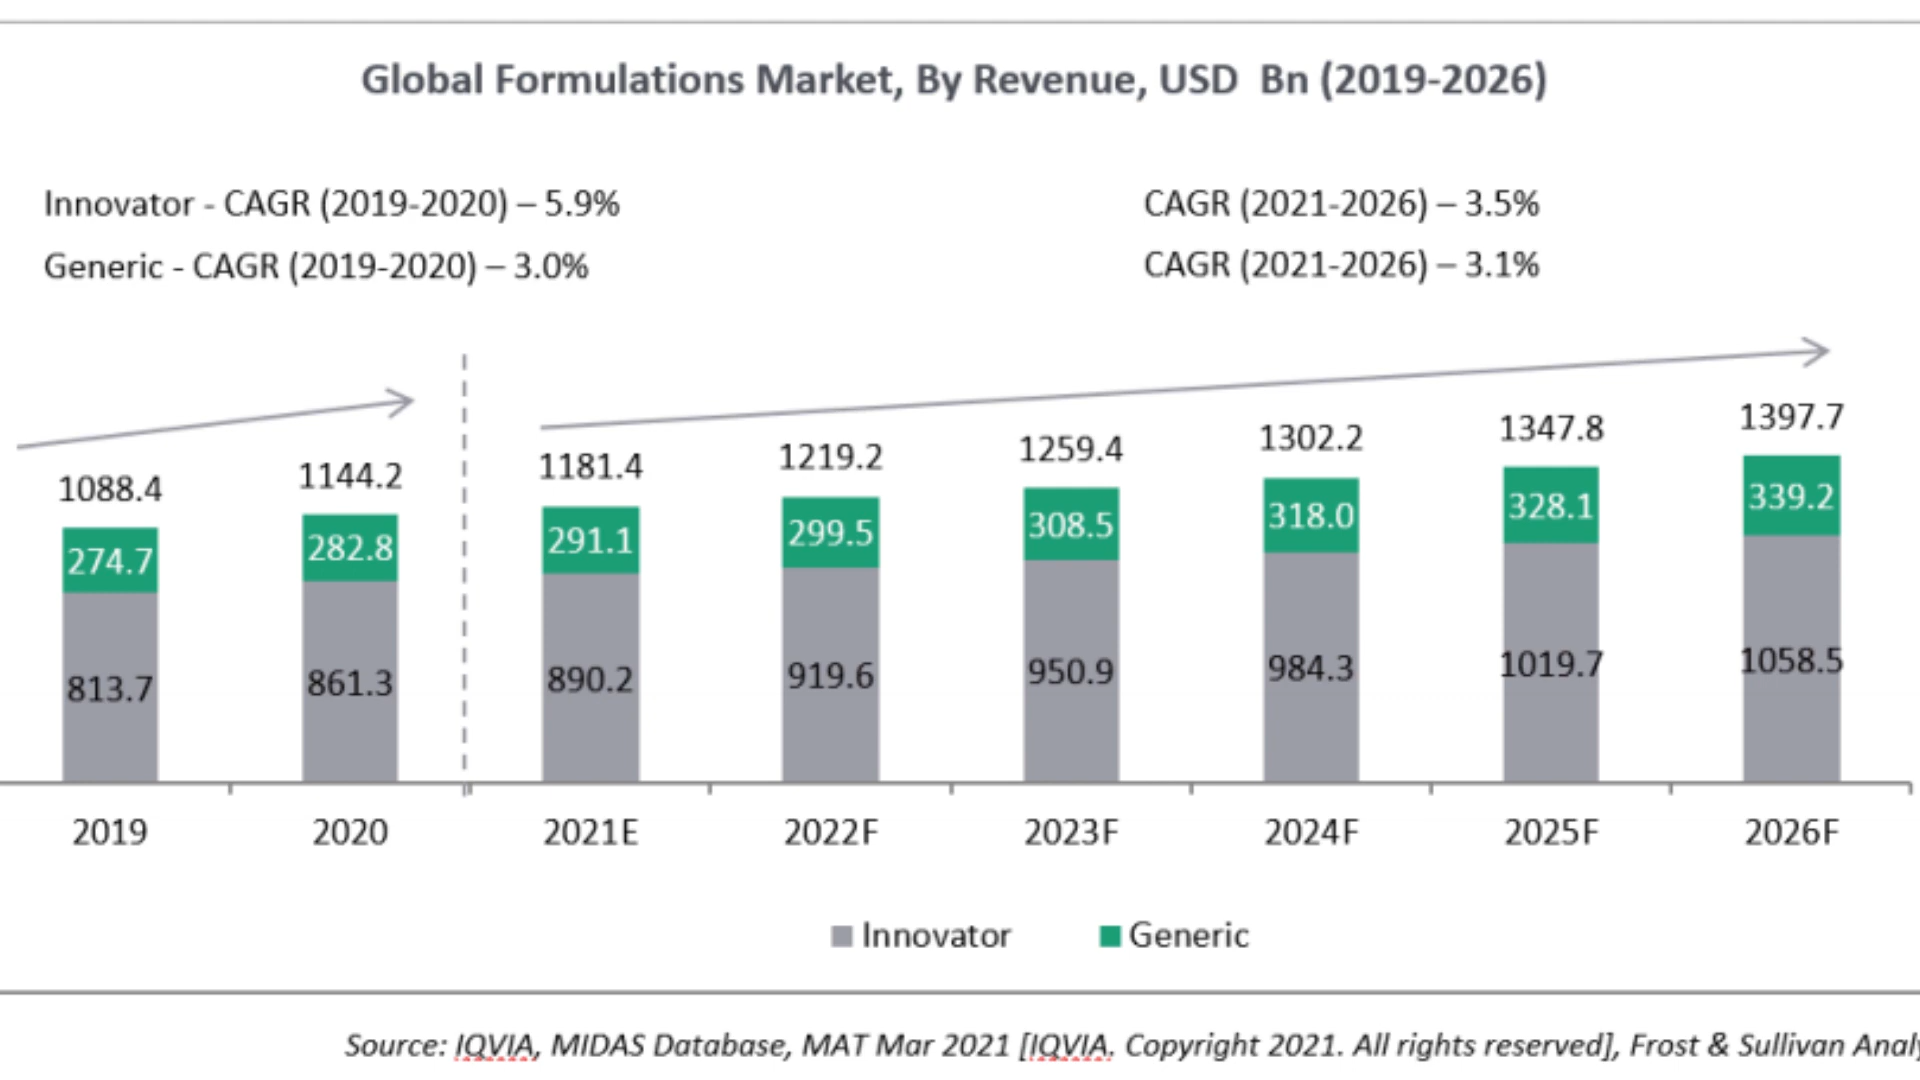 Global Formulations Market, By Revenue, USD Bn (2019-2026)
Innovator - CAGR (2019-2020) – 5.9%
CAGR (2021-2026) – 3.5%
Generic - CAGR (2019-2020) – 3.0%
CAGR (2021-2026) – 3.1%
1088.4 1144.2 1181.4 1219.2 1259.4 1302.2 1347.8 1397.7
274.7 282.8 291.1 299.5 308.5 318.0 328.1 339.2
813.7 861.3 890.2 919.6 950.9 984.3 1019.7 1058.5
2019 2020 2021E 2022F 2023F 2024F 2025F 2026F
Innovator Generic
Source: IQVIA, MIDAS Database, MAT Mar 2021 [IQVIA. Copyright 2021. All rights reserved], Frost & Sullivan